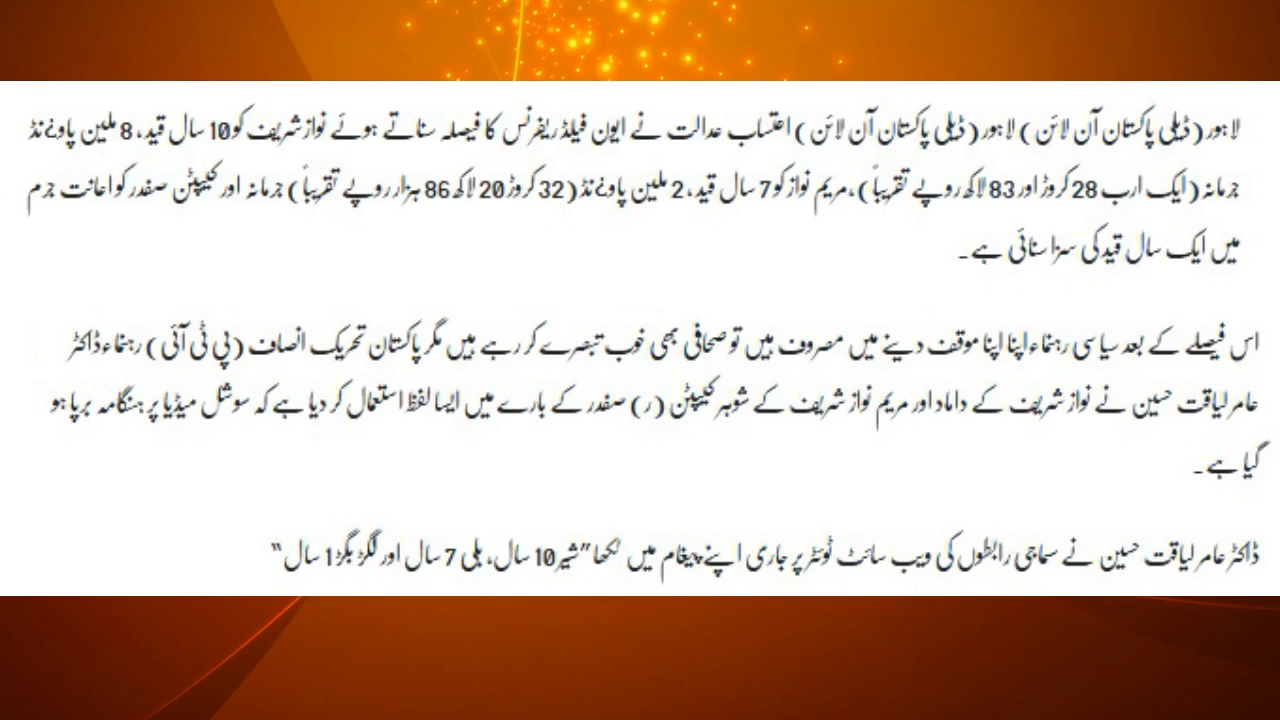 لاہور (ڈیلی پاکستان آن لائن) لاہور (ڈیلی پاکستان آن لائن) احتساب عدالت نے ایون فیلڈ ریفرنس کا فیصلہ سناتے ہوئے نواز شریف کو 10 سال قید، 8 ملین پاونڈ
جرمانہ (ایک ارب 28 کروڑ اور 83 لاکھ روپے تقریباً)، مریم نواز کو 7 سال قید، 2 ملین پاونڈ (32 کروڑ 20 لاکھ 86 ہزار روپے تقریباً) جرمانہ اور کیپٹن صفدر کو اعانت جرم
میں ایک سال قید کی سزا سنائی ہے۔
اس فیصلے کے بعد سیاسی رہنماءاپنا اپنا موقف دینے میں مصروف ہیں تو صحافی بھی خوب تبصرے کر رہے ہیں مگر پاکستان تحریک انصاف (پی ٹی آئی) رہنماءڈاکٹر
عامر لیاقت حسین نے نواز شریف کے داماد اور مریم نواز شریف کے شوہر کیپٹن (ر) صفدر کے بارے میں ایسا لفظ استعمال کر دیا ہے کہ سوشل میڈیا پر ہنگامہ برپا ہو
گیا ہے۔
ڈاکٹر عامر لیاقت حسین نے سماجی رابطوں کی ویب سائٹ ٹوئٹر پر جاری اپنے پیغام میں لکھا ”شیر 10 سال، بلی 7 سال اور لگڑ بگڑ 1 سال“